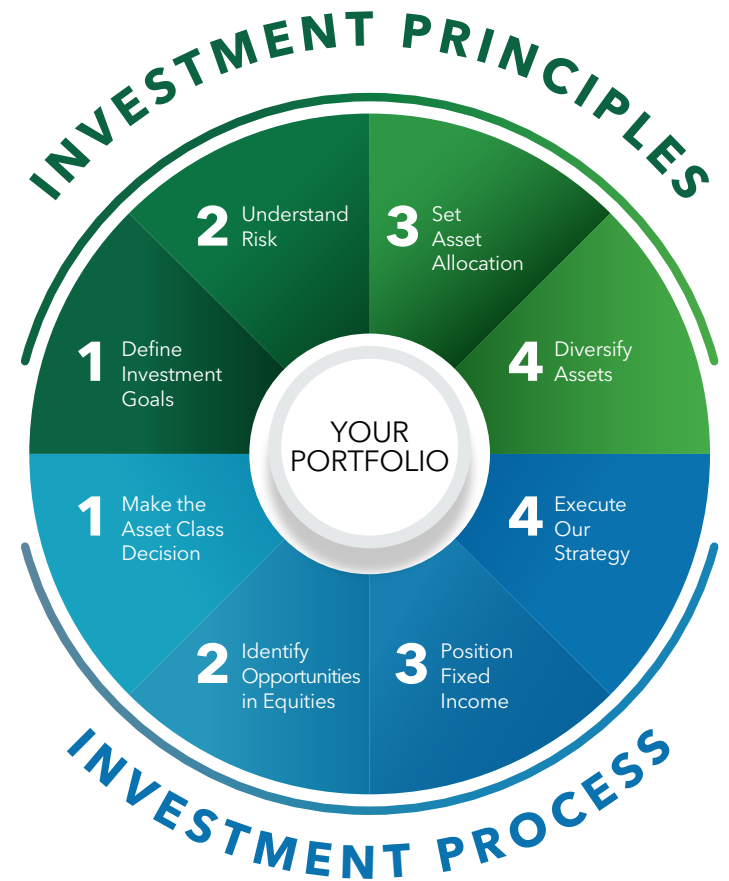 INVESTMENT PRINCIPLES
2 Understand
Risk
3 Set
Asset
Allocation
1 Define
Investment
Goals
4 Diversify
Assets
YOUR
PORTFOLIO
1 Make the
Asset Class
Decision
4 Execute
Our
Strategy
2 Identify
Opportunities
in Equities
3 Position
Fixed
Income
INVESTMENT PROCESS